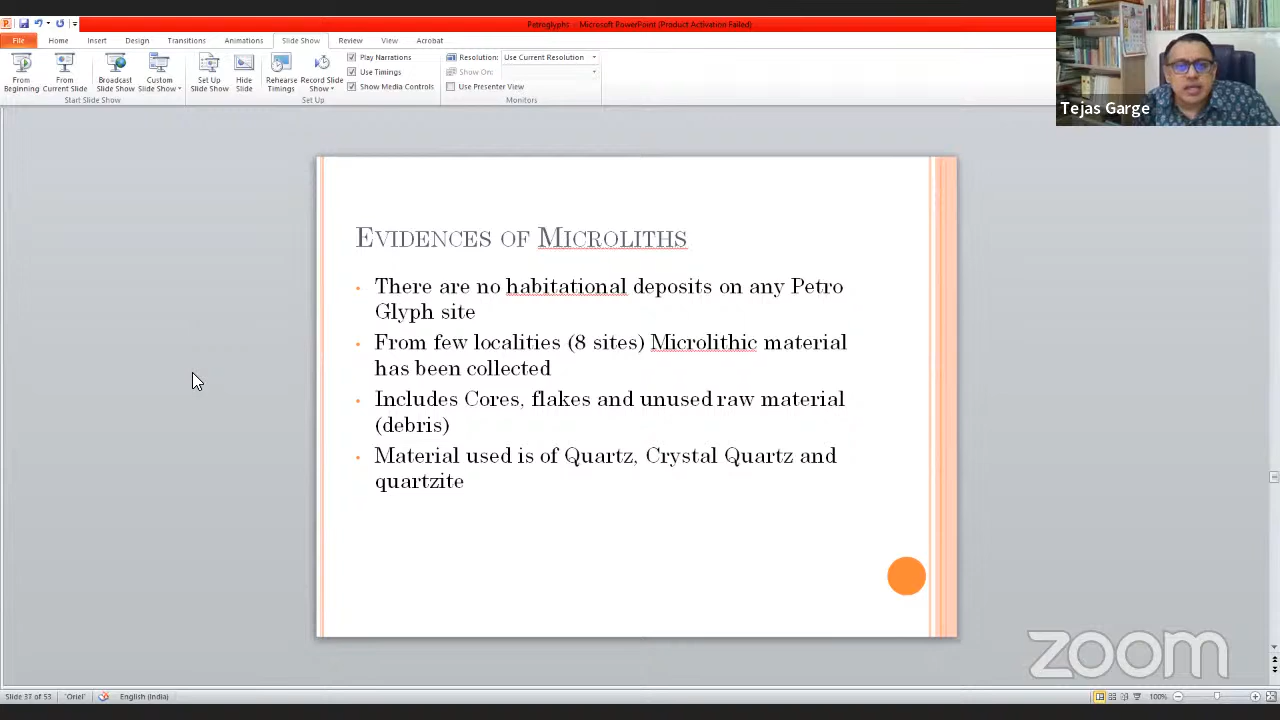 Petroglyphs - Microsoft PowerPoint (Product Activation Failed)
File Home Insert Design Transitions Animations Slide Show Review View Acrobat
From Beginning
From Current Slide
Broadcast Slide Show
Custom Slide Show
Start Slide Show
Set Up Slide Show
Hide Slide
Rehearse Timings
Record Slide Show
Play Narrations
Use Timings
Show Media Controls
Set Up
Resolution: Use Current Resolution
Show On:
Use Presenter View
Monitors
Tejas Garge
EVIDENCES OF MICROLITHS
• There are no habitational deposits on any Petro
Glyph site
• From few localities (8 sites) Microlithic material
has been collected
• Includes Cores, flakes and unused raw material
(debris)
• Material used is of Quartz, Crystal Quartz and
quartzite
zoom
Slide 37 of 53 "Oriel" English (India) 100%